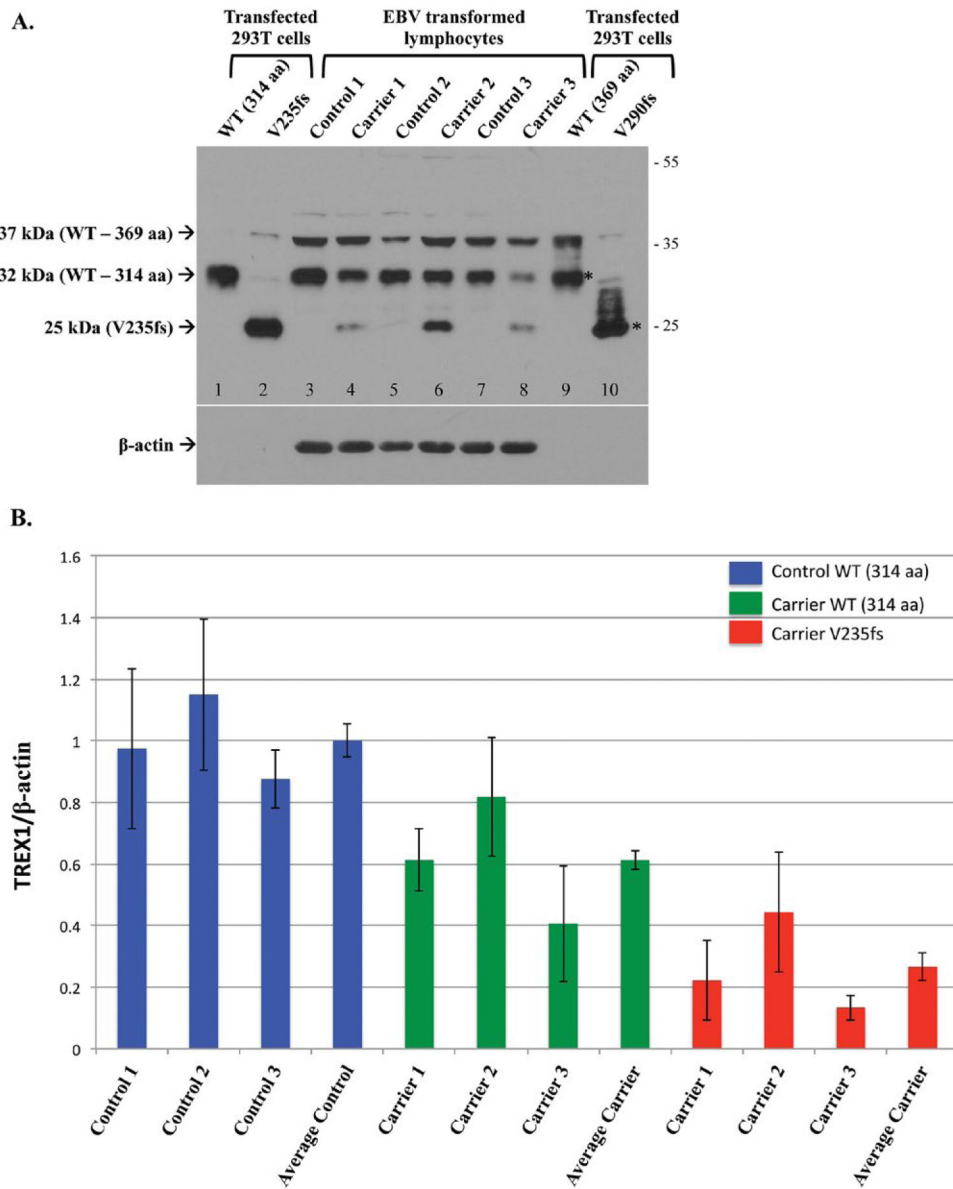 A.
Transfected
293T cells
EBV transformed
lymphocytes
Transfected
293T cells
WT (314 aa)
V235fs
Control 1
Carrier 1
Control 2
Carrier 2
Control 3
Carrier 3
WT (369 aa)
V290fs
37 kDa (WT – 369 aa) →
32 kDa (WT – 314 aa) →
25 kDa (V235fs) →
- 55
- 35
- 25
*
*
1 2 3 4 5 6 7 8 9 10
β-actin →
B.
TREX1/β-actin
1.6
1.4
1.2
1
0.8
0.6
0.4
0.2
0
Control WT (314 aa)
Carrier WT (314 aa)
Carrier V235fs
Control 1
Control 2
Control 3
Average Control
Carrier 1
Carrier 2
Carrier 3
Average Carrier
Carrier 1
Carrier 2
Carrier 3
Average Carrier